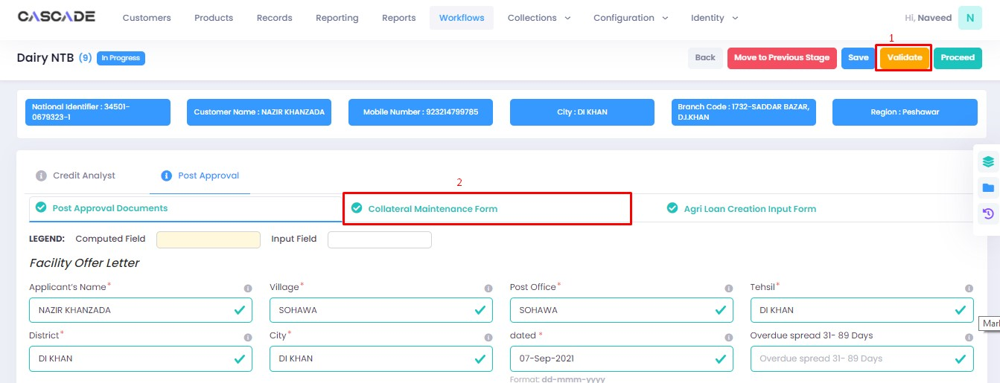 CASCADE Customers Products Records Reporting Reports Workflows Collections Configuration Identity Hi, Naveed N
1
Dairy NTB (9) In Progress Back Move to Previous Stage Save Validate Proceed
National Identifier : 34501-
0679323-1
Customer Name : NAZIR KHANZADA
Mobile Number : 923214799785
City : DI KHAN
Branch Code : 1732-SADDAR BAZAR,
D.I.KHAN
Region : Peshawar
Credit Analyst Post Approval
2
Post Approval Documents Collateral Maintenance Form Agri Loan Creation Input Form
LEGEND: Computed Field Input Field
Facility Offer Letter
Applicant's Name* Village* Post Office* Tehsil*
NAZIR KHANZADA SOHAWA SOHAWA DI KHAN
Marl
District* City* dated * Overdue spread 31- 89 Days
DI KHAN DI KHAN 07-Sep-2021 Overdue spread 31- 89 Days
Format: dd-mmm-yyyy